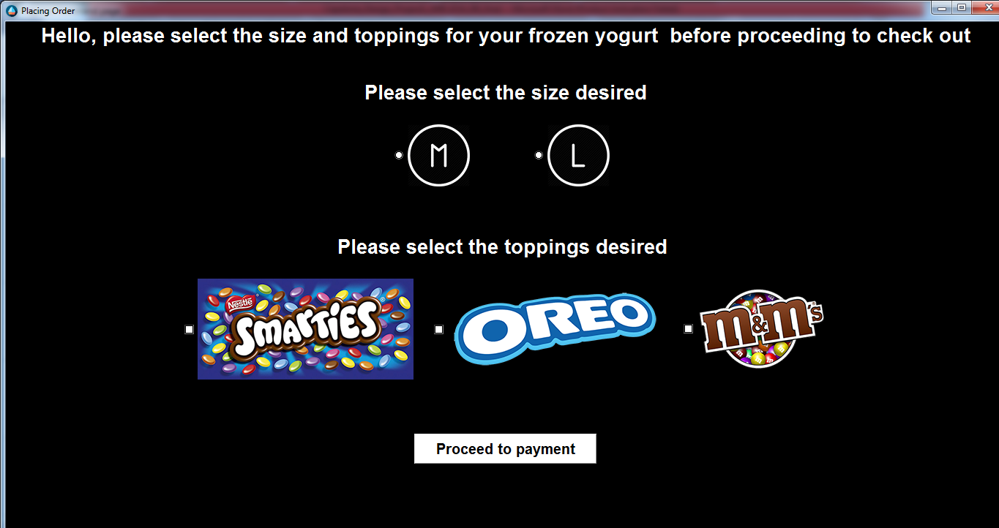 Placing Order
Hello, please select the size and toppings for your frozen yogurt  before proceeding to check out
Please select the size desired
M
L
Please select the toppings desired
Nestlé
SMARTIES
OREO
m&m's
Proceed to payment